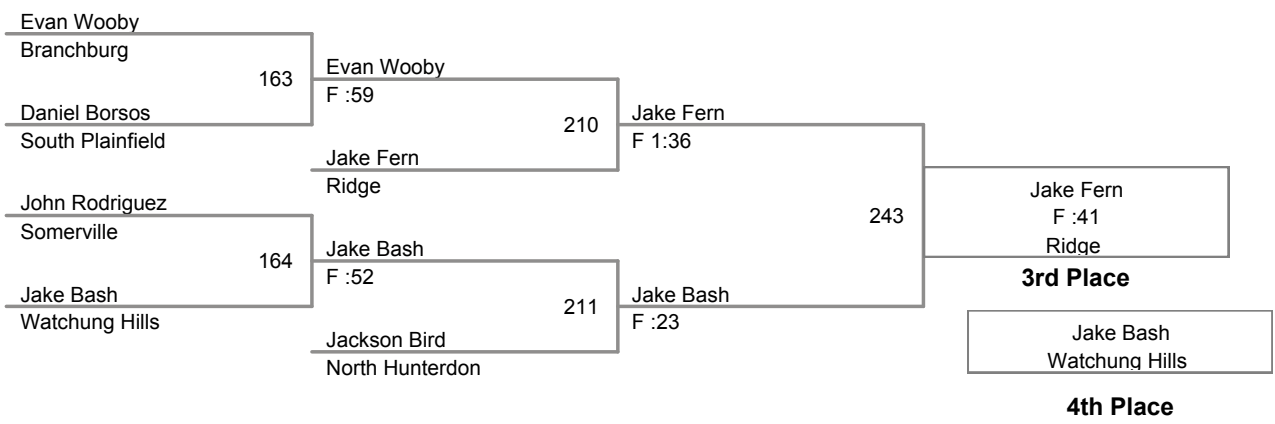 Evan Wooby
Branchburg
163
Daniel Borsos
South Plainfield
John Rodriguez
Somerville
164
Jake Bash
Watchung Hills
Evan Wooby
F :59
210
Jake Fern
Ridge
Jake Bash
F :52
211
Jackson Bird
North Hunterdon
Jake Fern
F 1:36
243
Jake Bash
F :23
Jake Fern
F :41
Ridge
3rd Place
Jake Bash
Watchung Hills
4th Place